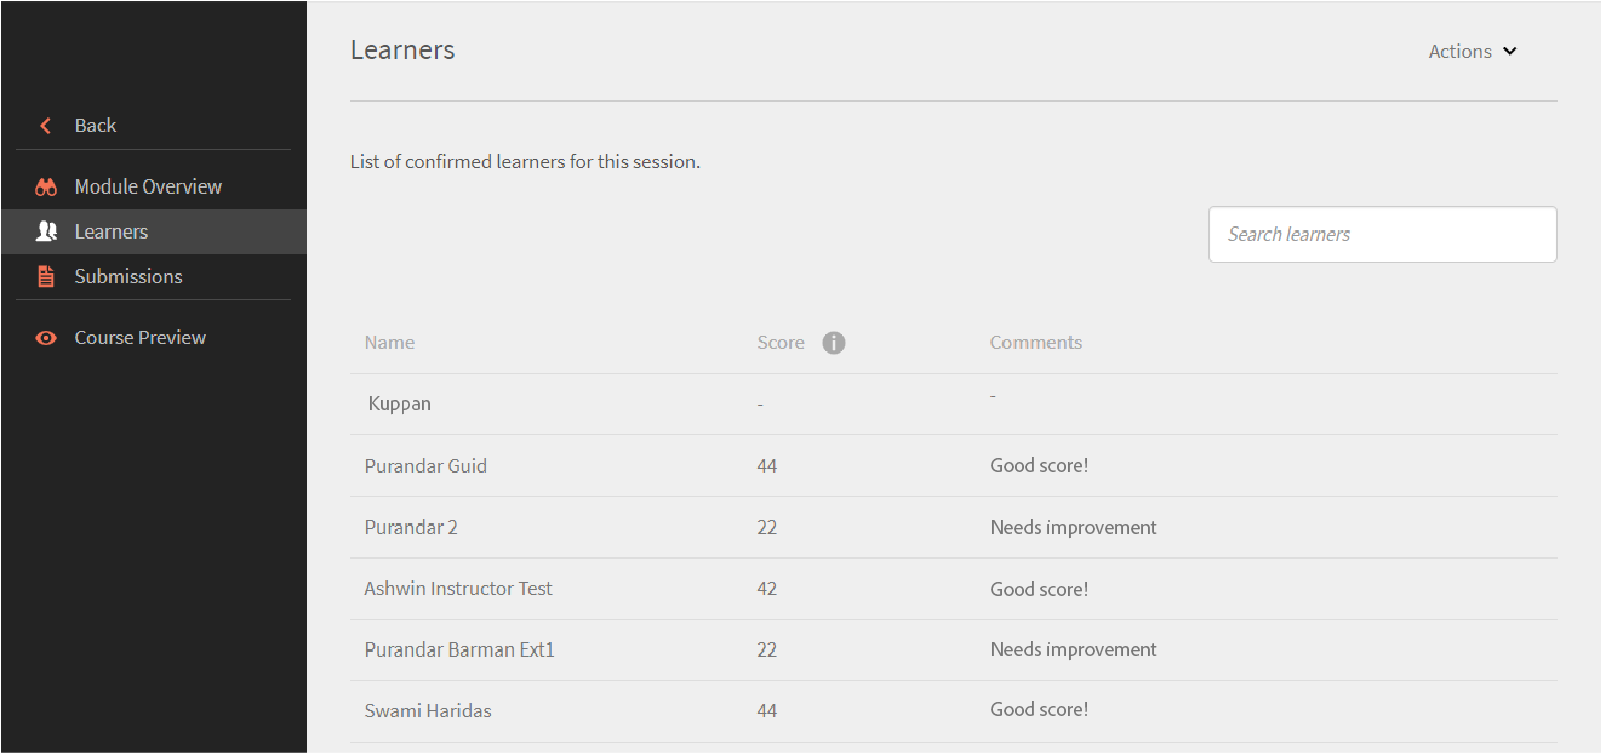 Back
Module Overview
Learners
Submissions
Course Preview
Learners
Actions
List of confirmed learners for this session.
Search learners
Name Score i Comments
Kuppan - -
Purandar Guid 44 Good score!
Purandar 2 22 Needs improvement
Ashwin Instructor Test 42 Good score!
Purandar Barman Ext1 22 Needs improvement
Swami Haridas 44 Good score!